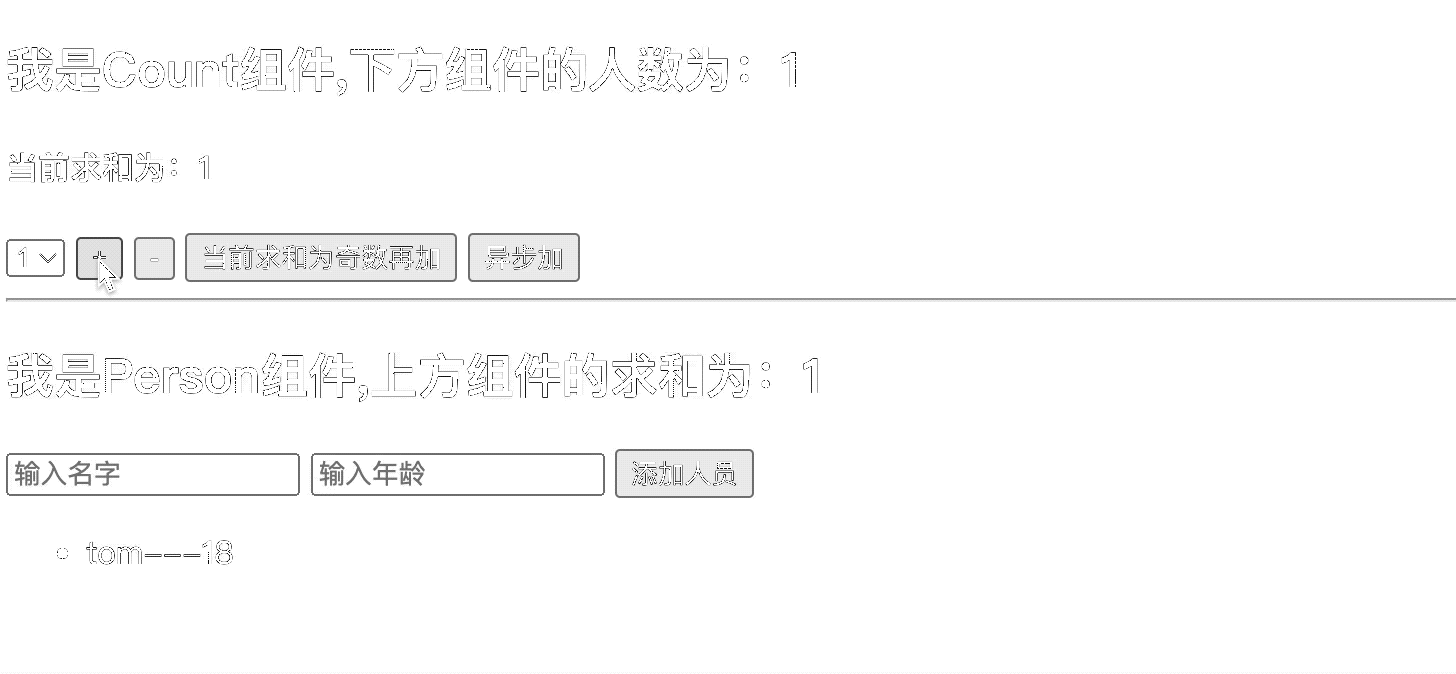 我是Count组件,下方组件的人数为：1
当前求和为：1
1 + - 当前求和为奇数再加 异步加
我是Person组件,上方组件的求和为：1
输入名字 输入年龄 添加人员
tom---18